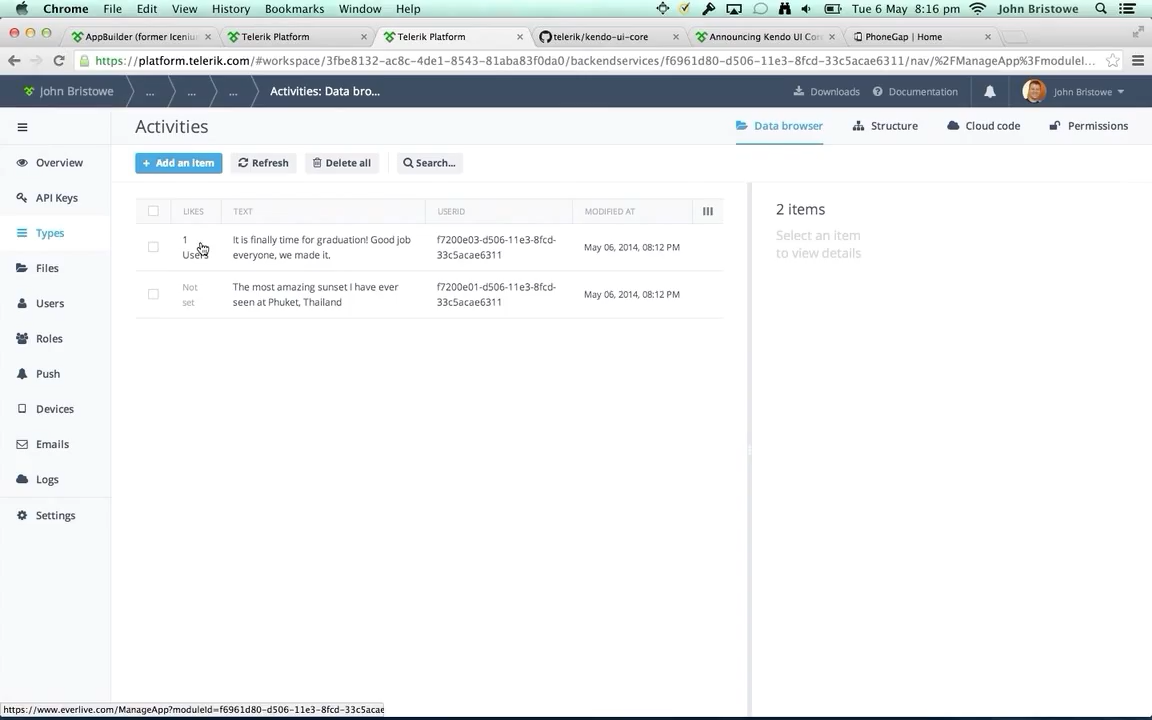 Chrome File Edit View History Bookmarks Window Help Tue 6 May 8:16 pm John Bristowe
AppBuilder (former Iceniu Telerik Platform Telerik Platform telerik/kendo-ui-core Announcing Kendo UI Cor PhoneGap | Home
https://platform.telerik.com/#workspace/3fbe8132-ac8c-4de1-8543-81aba83f0da0/backendservices/f6961d80-d506-11e3-8fcd-33c5acae6311/nav/%2FManageApp%3FmoduleI...
John Bristowe ... ... ... Activities: Data bro... Downloads Documentation John Bristowe
Activities Data browser Structure Cloud code Permissions
Overview
API Keys
Types
Files
Users
Roles
Push
Devices
Emails
Logs
Settings
+ Add an item Refresh Delete all Search...
LIKES TEXT USERID MODIFIED AT
1 It is finally time for graduation! Good job f7200e03-d506-11e3-8fcd- May 06, 2014, 08:12 PM
Users everyone, we made it. 33c5acae6311
Not The most amazing sunset I have ever f7200e01-d506-11e3-8fcd- May 06, 2014, 08:12 PM
set seen at Phuket, Thailand 33c5acae6311
2 items
Select an item
to view details
https://www.everlive.com/ManageApp?moduleId=f6961d80-d506-11e3-8fcd-33c5acae